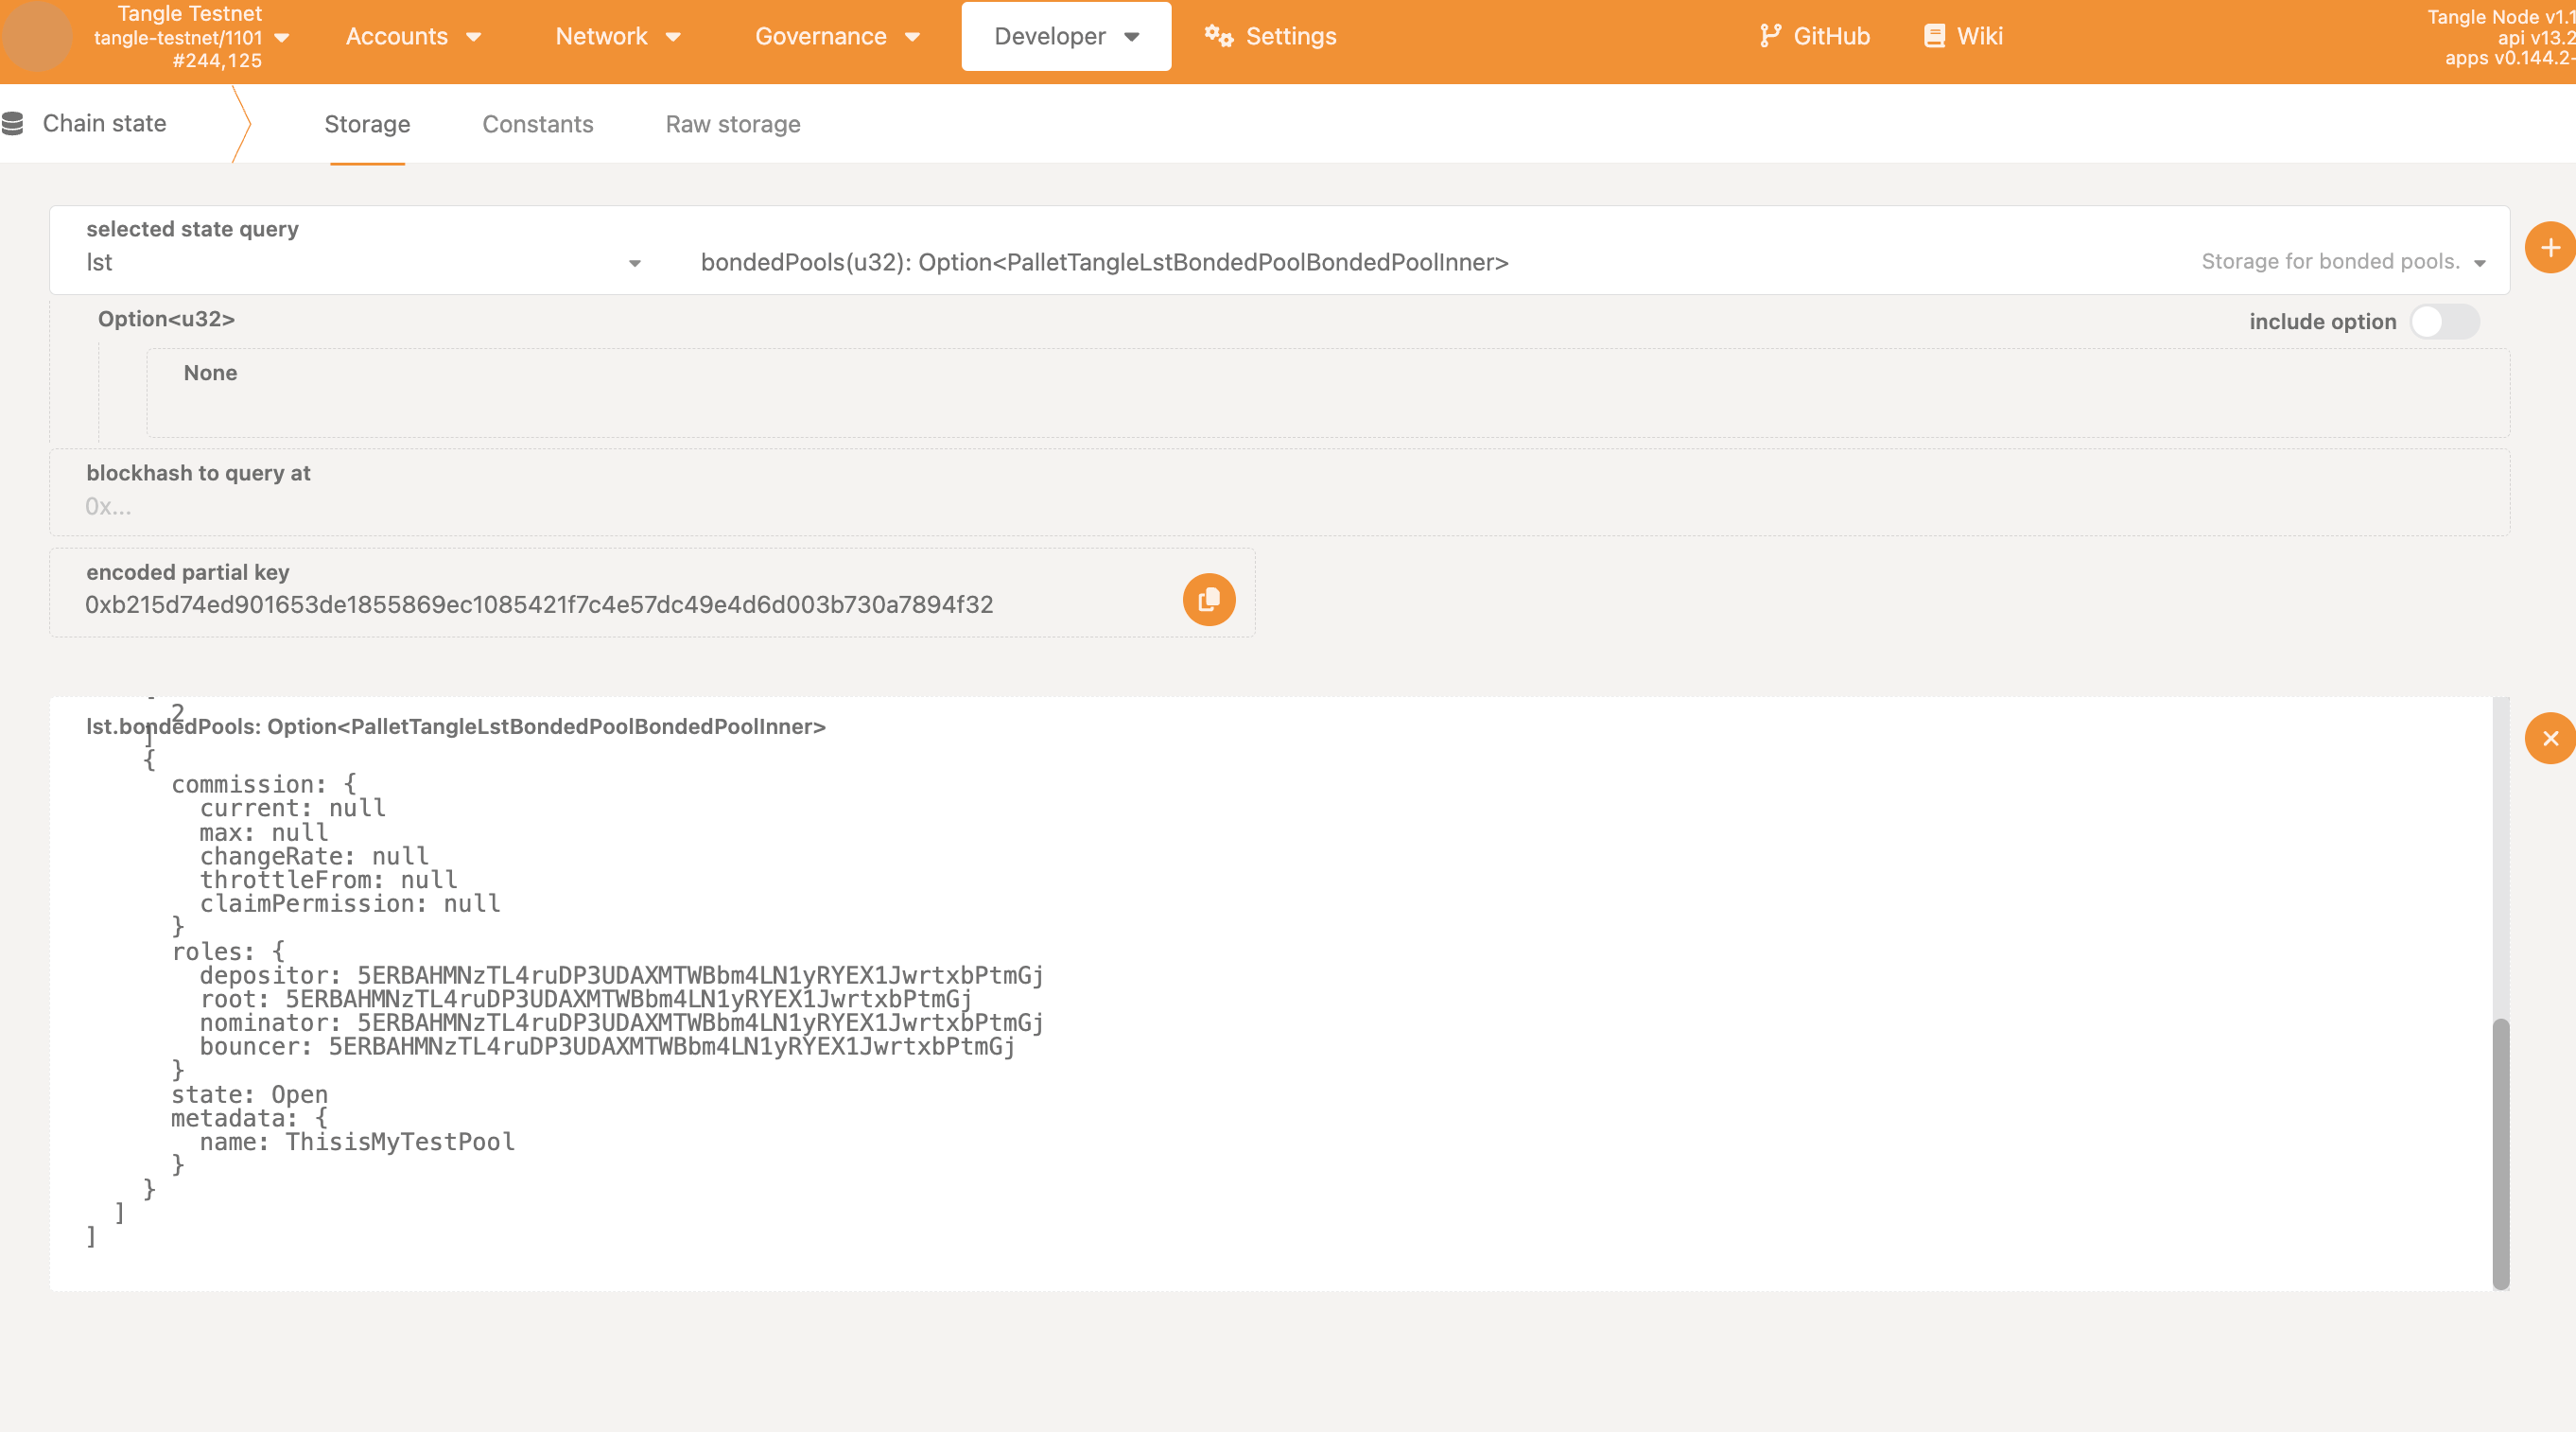 Tangle Testnet
tangle-testnet/1101
#244,125
Accounts
Network
Governance
Developer
Settings
GitHub
Wiki
Tangle Node v1.1
api v13.2
apps v0.144.2-
Chain state
Storage
Constants
Raw storage
selected state query
lst
bondedPools(u32): Option<PalletTangleLstBondedPoolBondedPoolInner>
Storage for bonded pools.
Option<u32>
include option
None
blockhash to query at
0x...
encoded partial key
0xb215d74ed901653de1855869ec1085421f7c4e57dc49e4d6d003b730a7894f32
2
lst.bondedPools: Option<PalletTangleLstBondedPoolBondedPoolInner>
]
{
commission: {
current: null
max: null
changeRate: null
throttleFrom: null
claimPermission: null
}
roles: {
depositor: 5ERBAHMNzTL4ruDP3UDAXMTWBbm4LN1yRYEX1JwrtxbPtmGj
root: 5ERBAHMNzTL4ruDP3UDAXMTWBbm4LN1yRYEX1JwrtxbPtmGj
nominator: 5ERBAHMNzTL4ruDP3UDAXMTWBbm4LN1yRYEX1JwrtxbPtmGj
bouncer: 5ERBAHMNzTL4ruDP3UDAXMTWBbm4LN1yRYEX1JwrtxbPtmGj
}
state: Open
metadata: {
name: ThisisMyTestPool
}
}
]
]